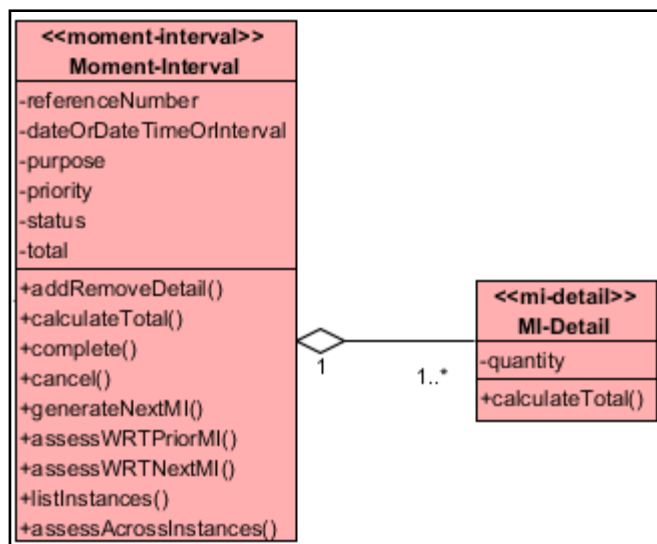 <<moment-interval>>
Moment-Interval
-referenceNumber
-dateOrDateTimeOrInterval
-purpose
-priority
-status
-total
+addRemoveDetail()
+calculateTotal()
+complete()
+cancel()
+generateNextMI()
+assessWRTPriorMI()
+assessWRTNextMI()
+listInstances()
+assessAcrossInstances()
1
1..*
<<mi-detail>>
MI-Detail
-quantity
+calculateTotal()